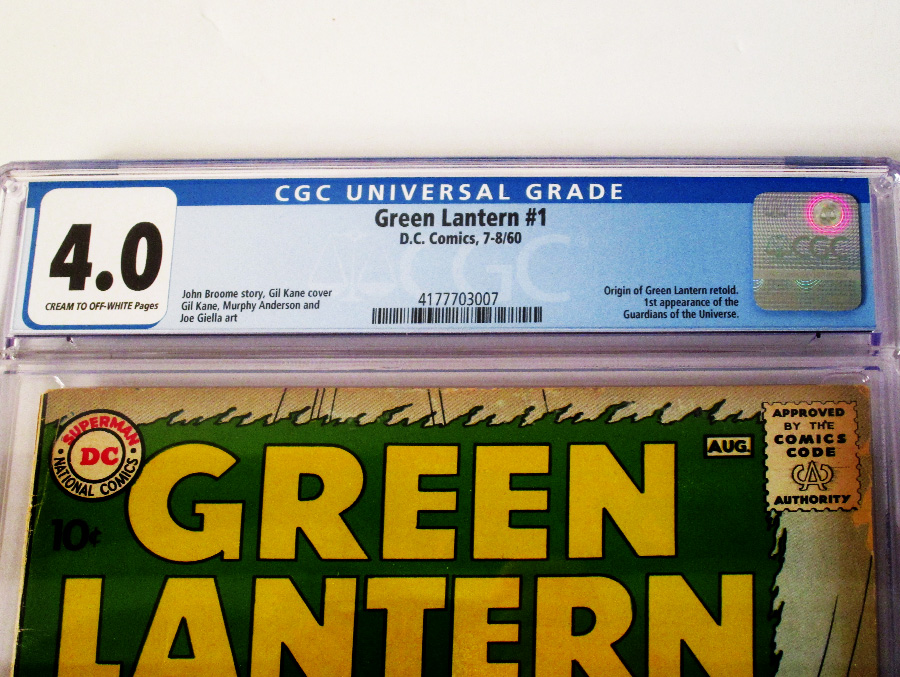 CGC UNIVERSAL GRADE
4.0
CREAM TO OFF-WHITE Pages
Green Lantern #1
D.C. Comics, 7-8/60
John Broome story, Gil Kane cover
Gil Kane, Murphy Anderson and
Joe Giella art
4177703007
Origin of Green Lantern retold.
1st appearance of the
Guardians of the Universe.
CGC
CGC
SUPERMAN
DC
NATIONAL COMICS
10¢
AUG.
APPROVED
BY THE
COMICS
CODE
AUTHORITY
GREEN
LANTERN